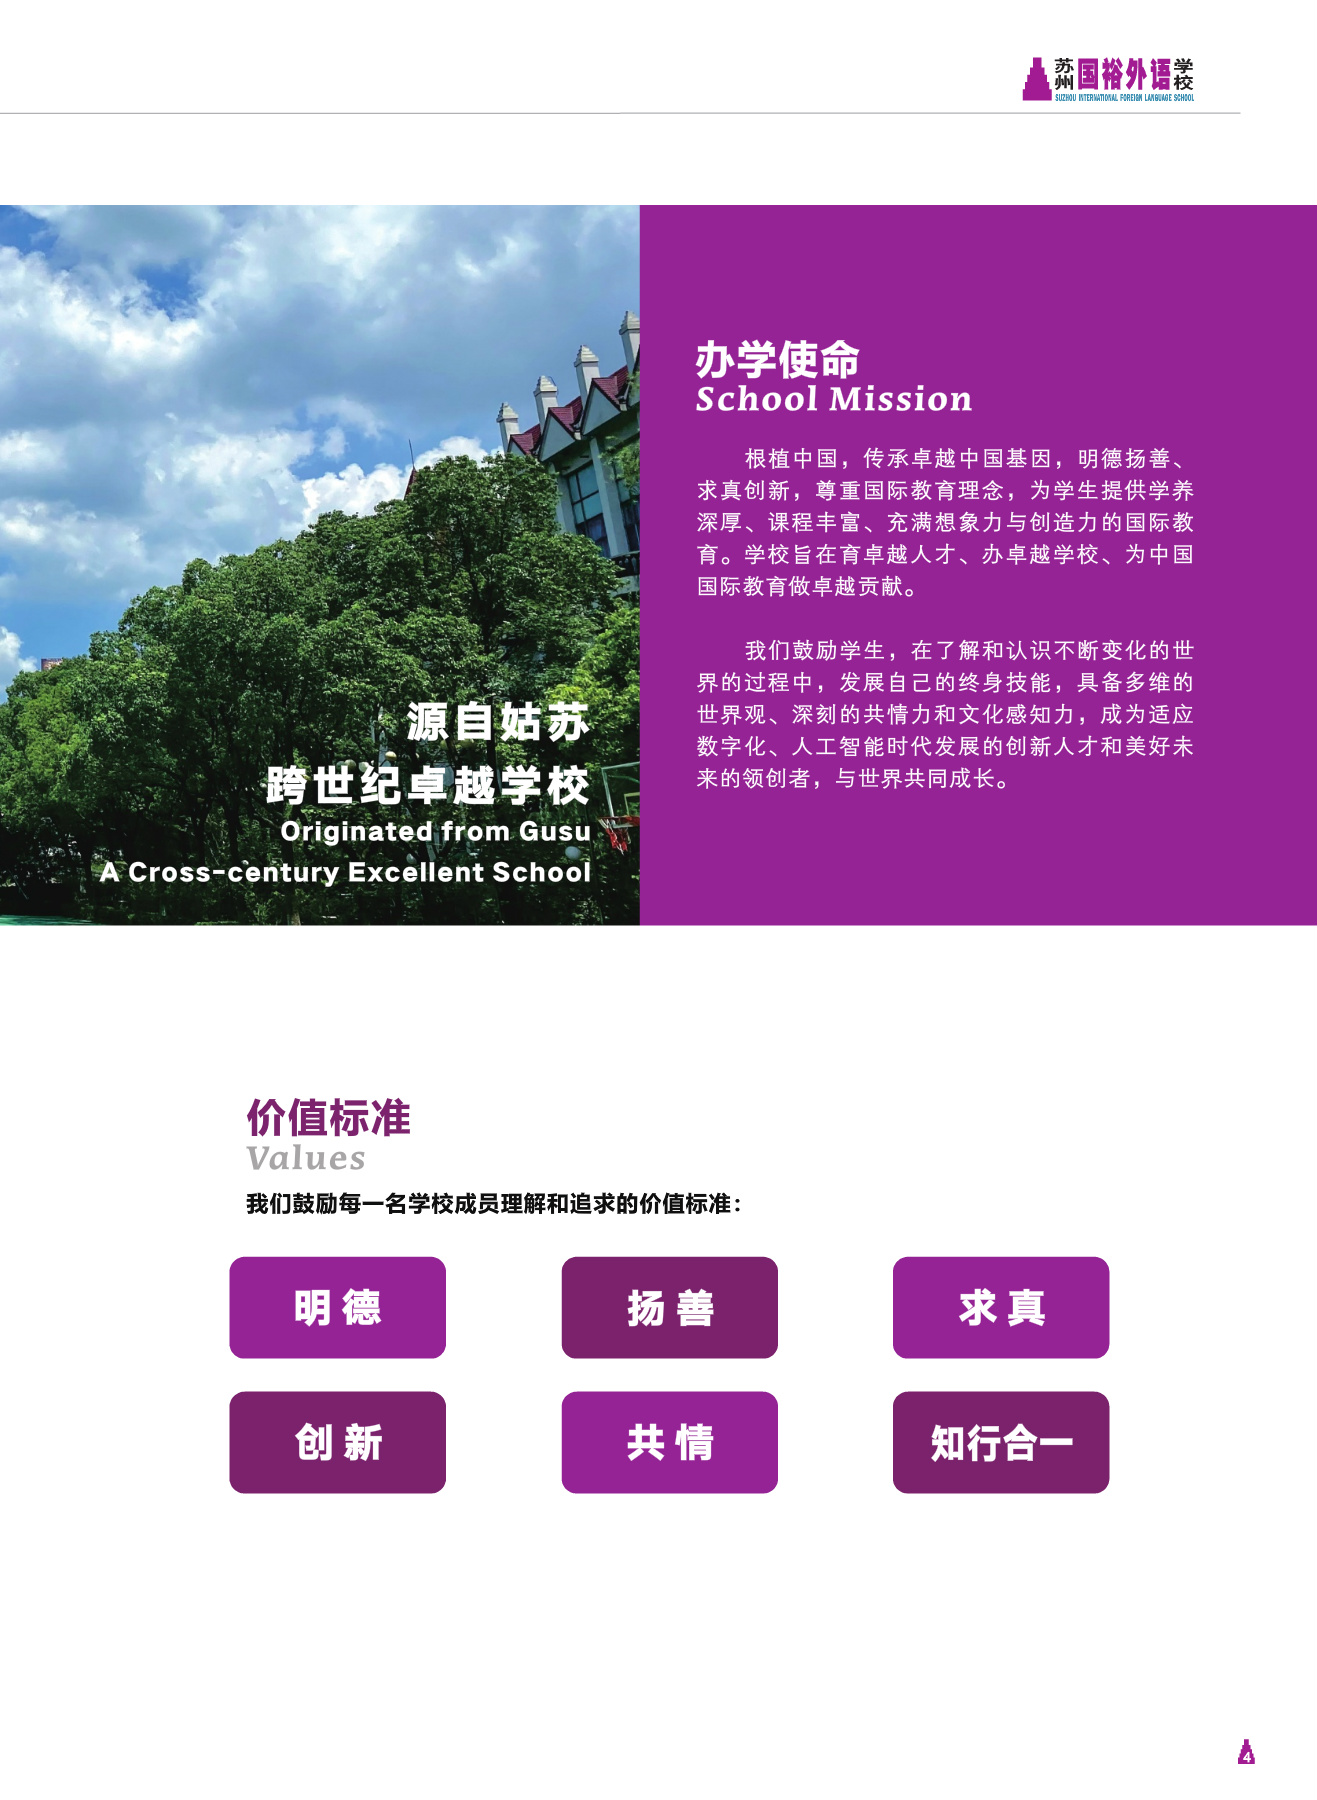 苏州国裕外语学校
SUZHOU INTERNATIONAL FOREIGN LANGUAGE SCHOOL
源自姑苏
跨世纪卓越学校
Originated from Gusu
A Cross-century Excellent School
办学使命
School Mission
根植中国，传承卓越中国基因，明德扬善、
求真创新，尊重国际教育理念，为学生提供学养
深厚、课程丰富、充满想象力与创造力的国际教
育。学校旨在育卓越人才、办卓越学校、为中国
国际教育做卓越贡献。
我们鼓励学生，在了解和认识不断变化的世
界的过程中，发展自己的终身技能，具备多维的
世界观、深刻的共情力和文化感知力，成为适应
数字化、人工智能时代发展的创新人才和美好未
来的领创者，与世界共同成长。
价值标准
Values
我们鼓励每一名学校成员理解和追求的价值标准：
明德
扬善
求真
创新
共情
知行合一
4